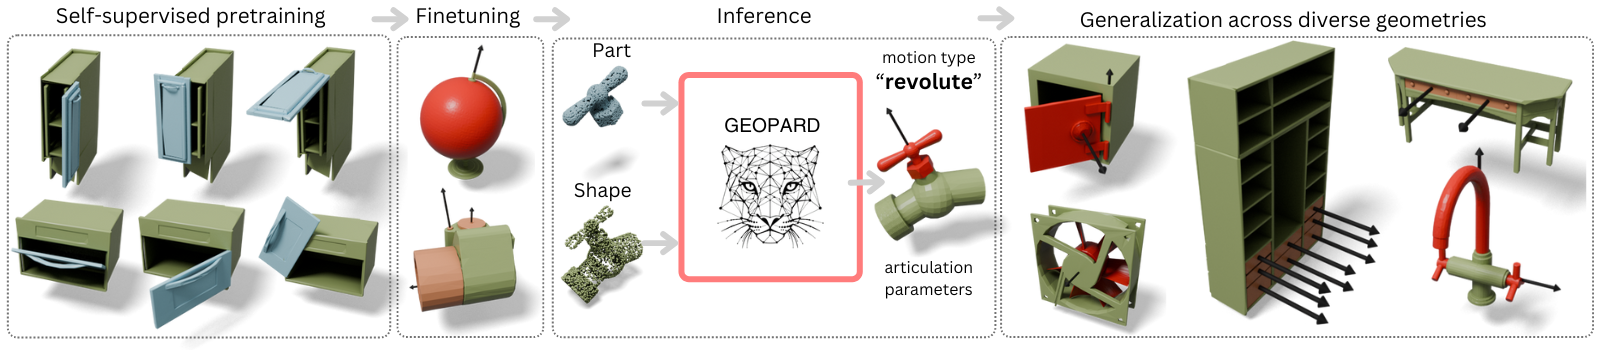 Self-supervised pretraining
Finetuning
Inference
Generalization across diverse geometries
Part
Shape
GEOPARD
motion type
“revolute”
articulation
parameters